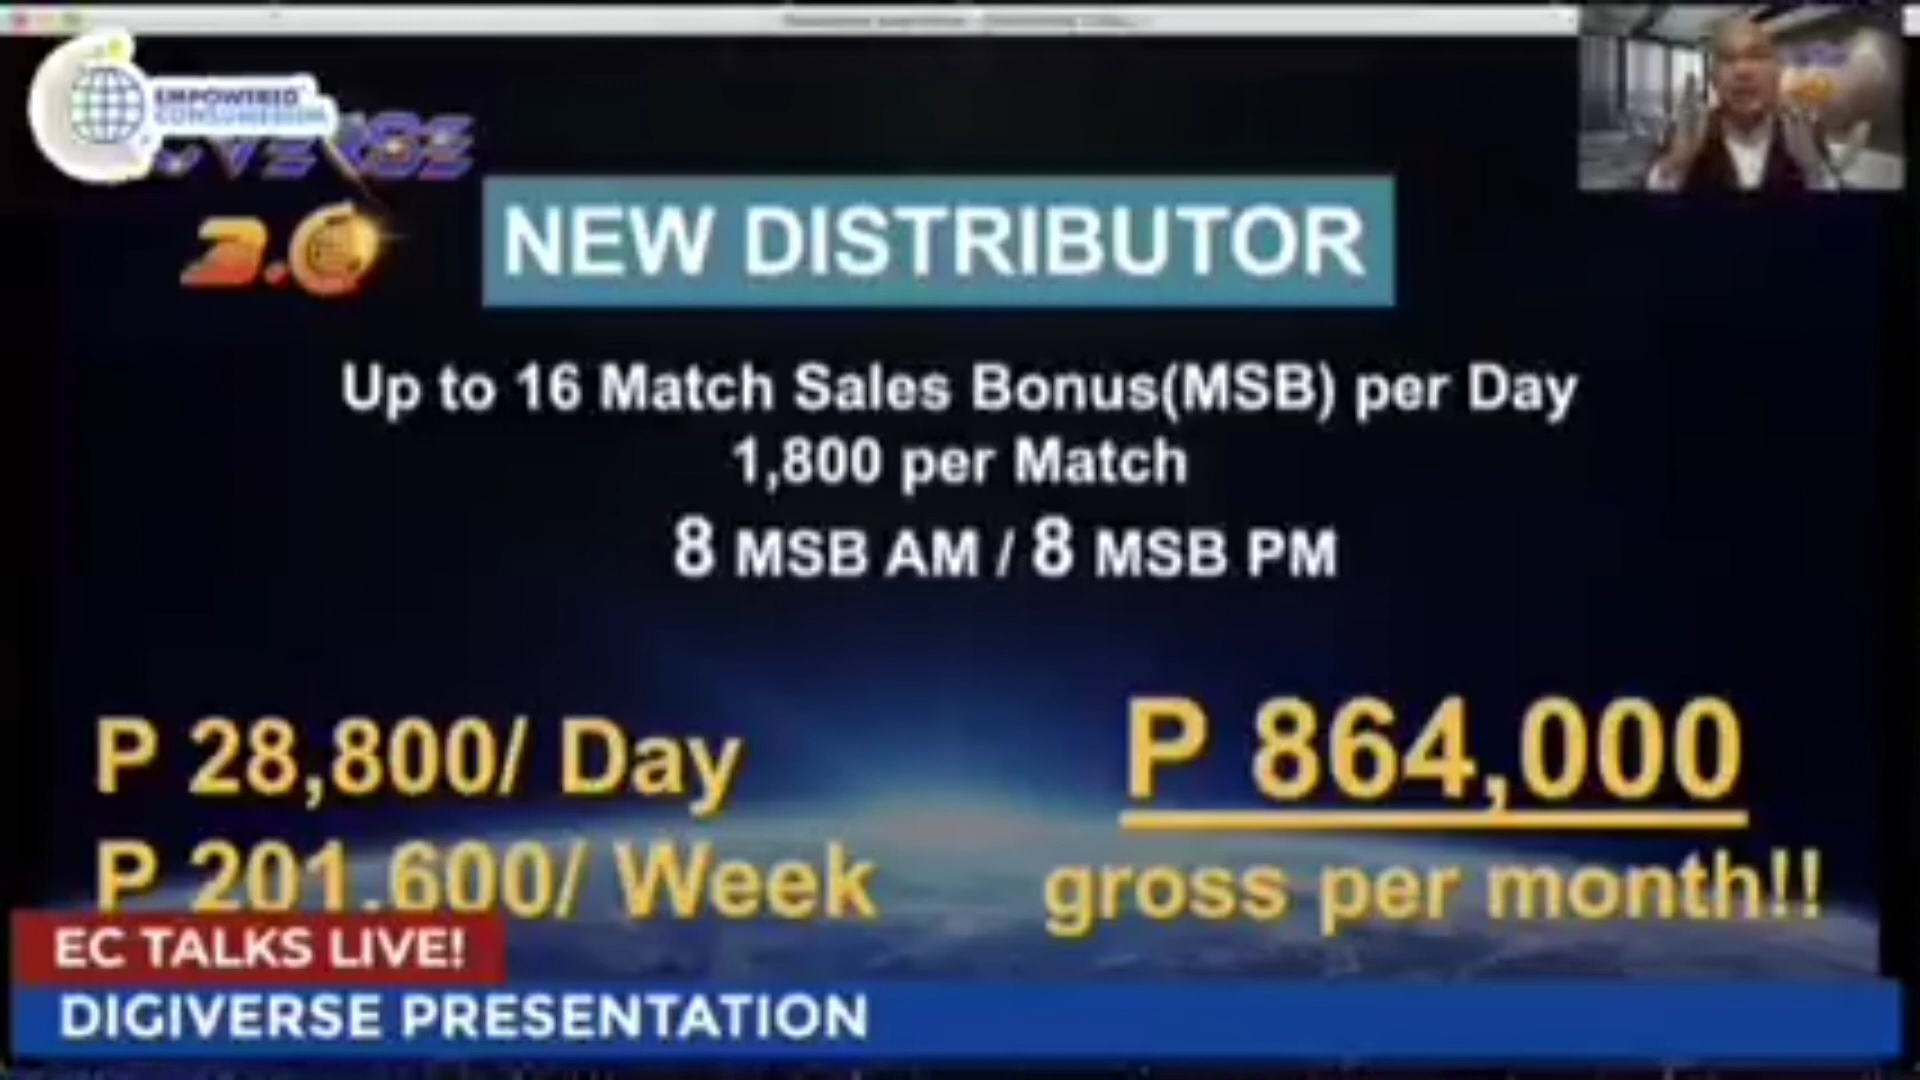 EMPOWERED
CONSUMERISM
VERSE
2.0
NEW DISTRIBUTOR
Up to 16 Match Sales Bonus(MSB) per Day
1,800 per Match
8 MSB AM / 8 MSB PM
P 28,800/ Day
P 201,600/ Week
P 864,000
gross per month!!
EC TALKS LIVE!
DIGIVERSE PRESENTATION